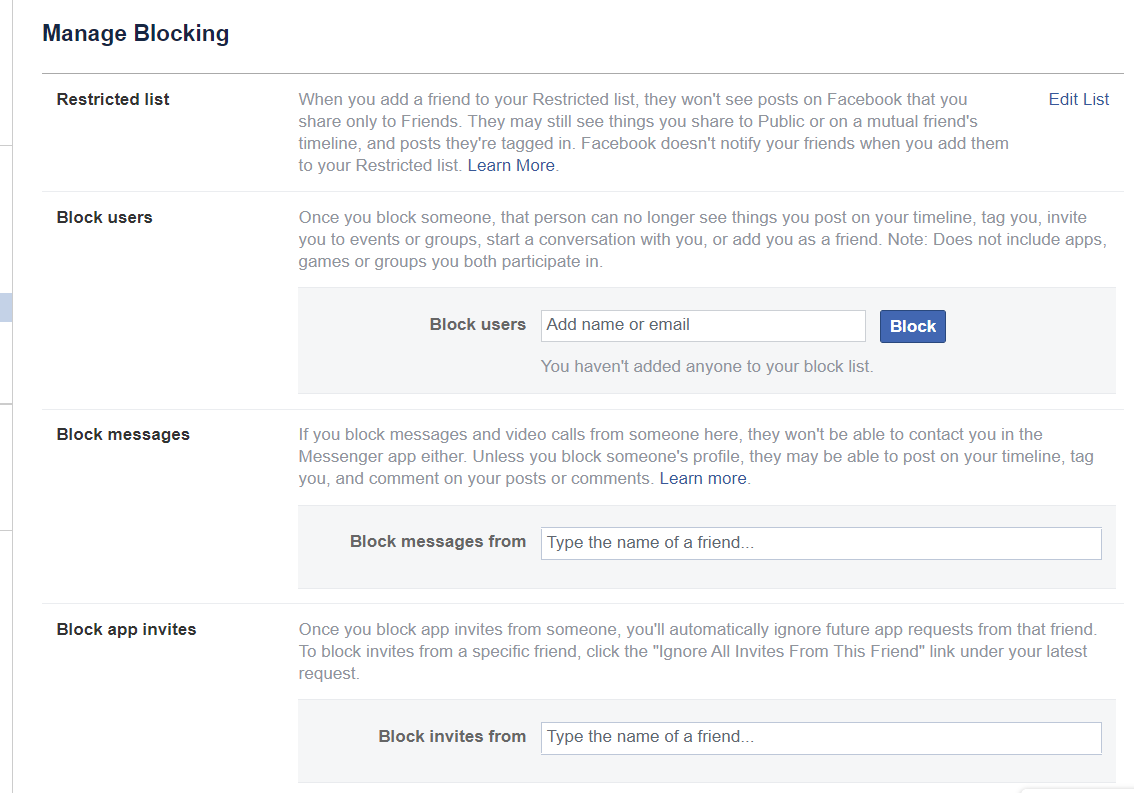 Manage Blocking
Restricted list
When you add a friend to your Restricted list, they won't see posts on Facebook that you
Edit List
share only to Friends. They may still see things you share to Public or on a mutual friend's
timeline, and posts they're tagged in. Facebook doesn't notify your friends when you add them
to your Restricted list. Learn More.
Block users
Once you block someone, that person can no longer see things you post on your timeline, tag you, invite
you to events or groups, start a conversation with you, or add you as a friend. Note: Does not include apps,
games or groups you both participate in.
Block users
Add name or email
Block
You haven't added anyone to your block list.
Block messages
If you block messages and video calls from someone here, they won't be able to contact you in the
Messenger app either. Unless you block someone's profile, they may be able to post on your timeline, tag
you, and comment on your posts or comments. Learn more.
Block messages from
Type the name of a friend...
Block app invites
Once you block app invites from someone, you'll automatically ignore future app requests from that friend.
To block invites from a specific friend, click the "Ignore All Invites From This Friend" link under your latest
request.
Block invites from
Type the name of a friend...